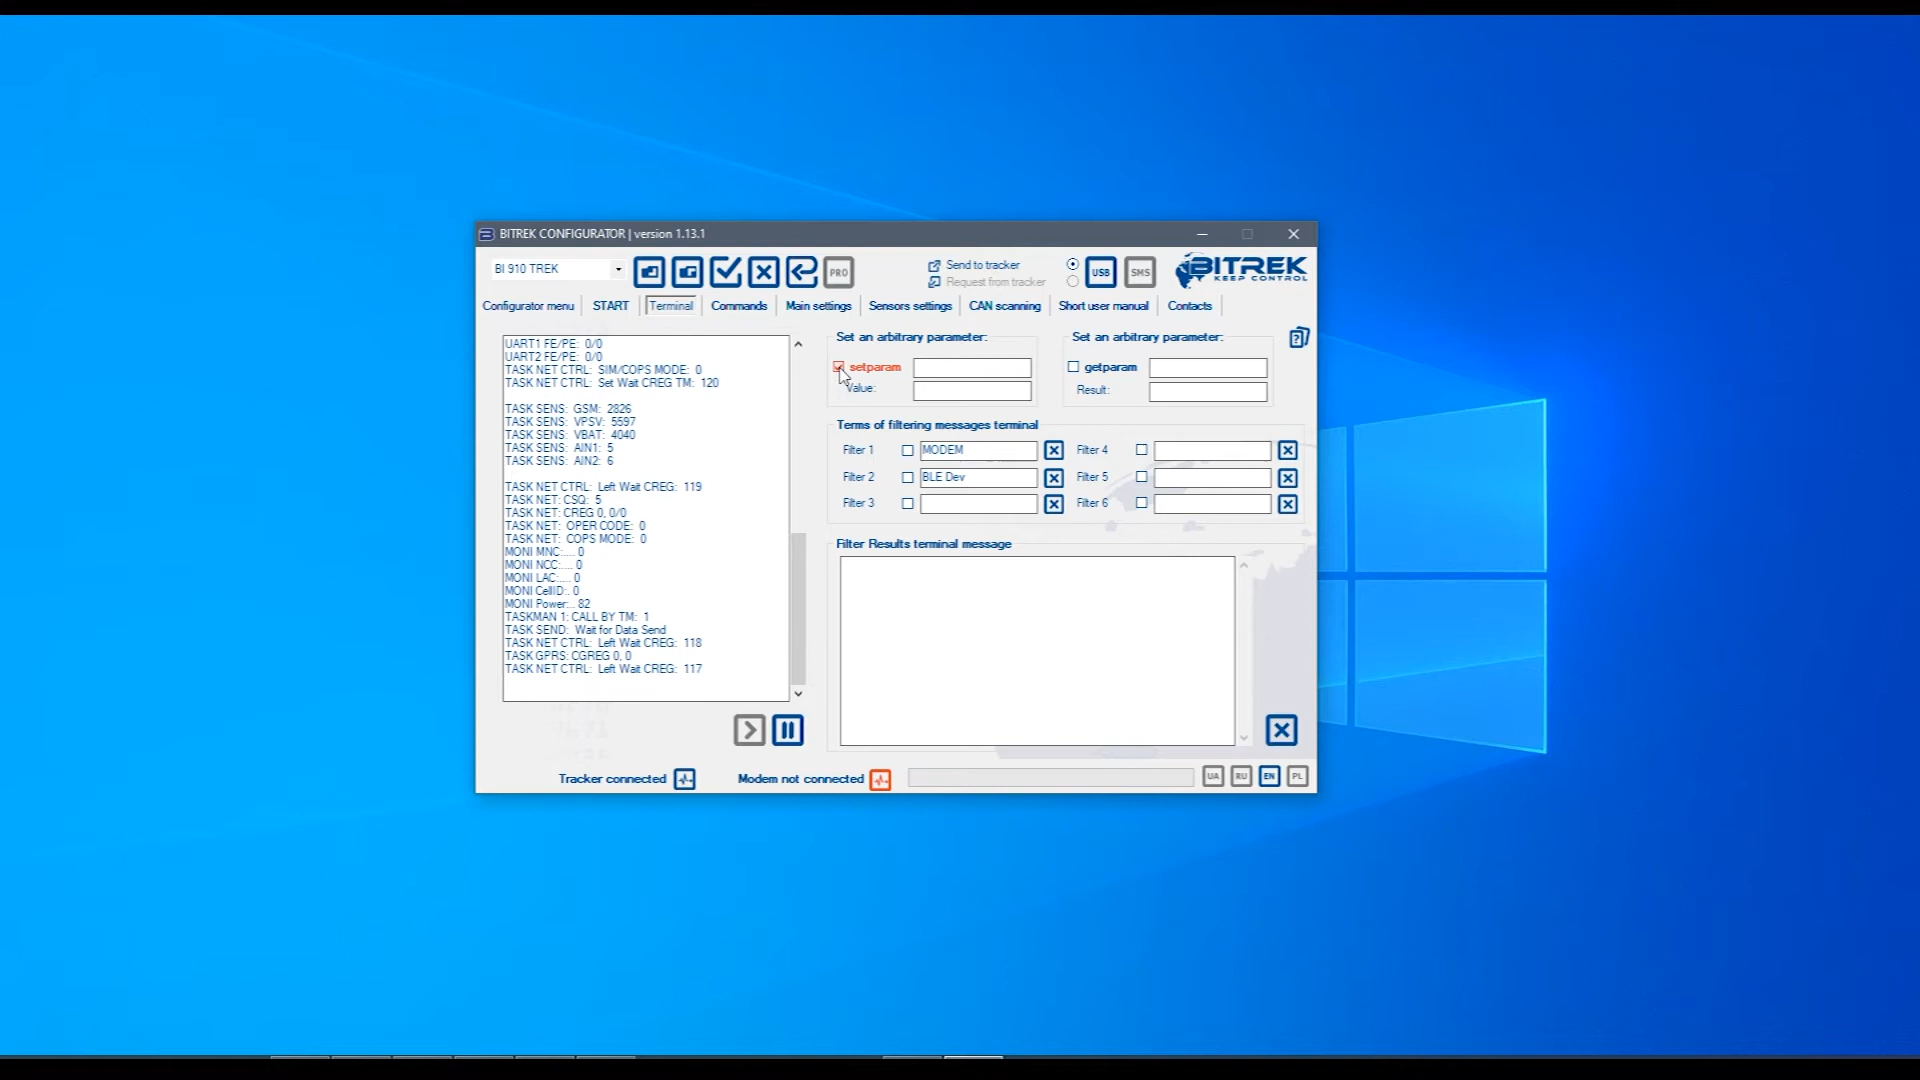 BITREK CONFIGURATOR | version 1.13.1
BI 910 TREK
PRO
Send to tracker
Request from tracker
USB
SMS
BITREK
KEEP CONTROL
Configurator menu
START
Terminal
Commands
Main settings
Sensors settings
CAN scanning
Short user manual
Contacts
UART1 FE/PE: 0/0
UART2 FE/PE: 0/0
TASK NET CTRL: SIM/COPS MODE: 0
TASK NET CTRL: Set Wait CREG TM: 120
TASK SENS: GSM: 2826
TASK SENS: VPSV: 5597
TASK SENS: VBAT: 4040
TASK SENS: AIN1: 5
TASK SENS: AIN2: 6
TASK NET CTRL: Left Wait CREG: 119
TASK NET: CSQ: 5
TASK NET: CREG 0, 0/0
TASK NET: OPER CODE: 0
TASK NET: COPS MODE: 0
MONI MNC:.... 0
MONI NCC:.... 0
MONI LAC:.... 0
MONI CellID:. 0
MONI Power:.. 82
TASKMAN 1: CALL BY TM: 1
TASK SEND: Wait for Data Send
TASK NET CTRL: Left Wait CREG: 118
TASK GPRS: CGREG 0, 0
TASK NET CTRL: Left Wait CREG: 117
Set an arbitrary parameter:
setparam
Value:
Set an arbitrary parameter:
getparam
Result:
Terms of filtering messages terminal
Filter 1
MODEM
Filter 4
Filter 2
BLE Dev
Filter 5
Filter 3
Filter 6
Filter Results terminal message
Tracker connected
Modem not connected
UA
RU
EN
PL